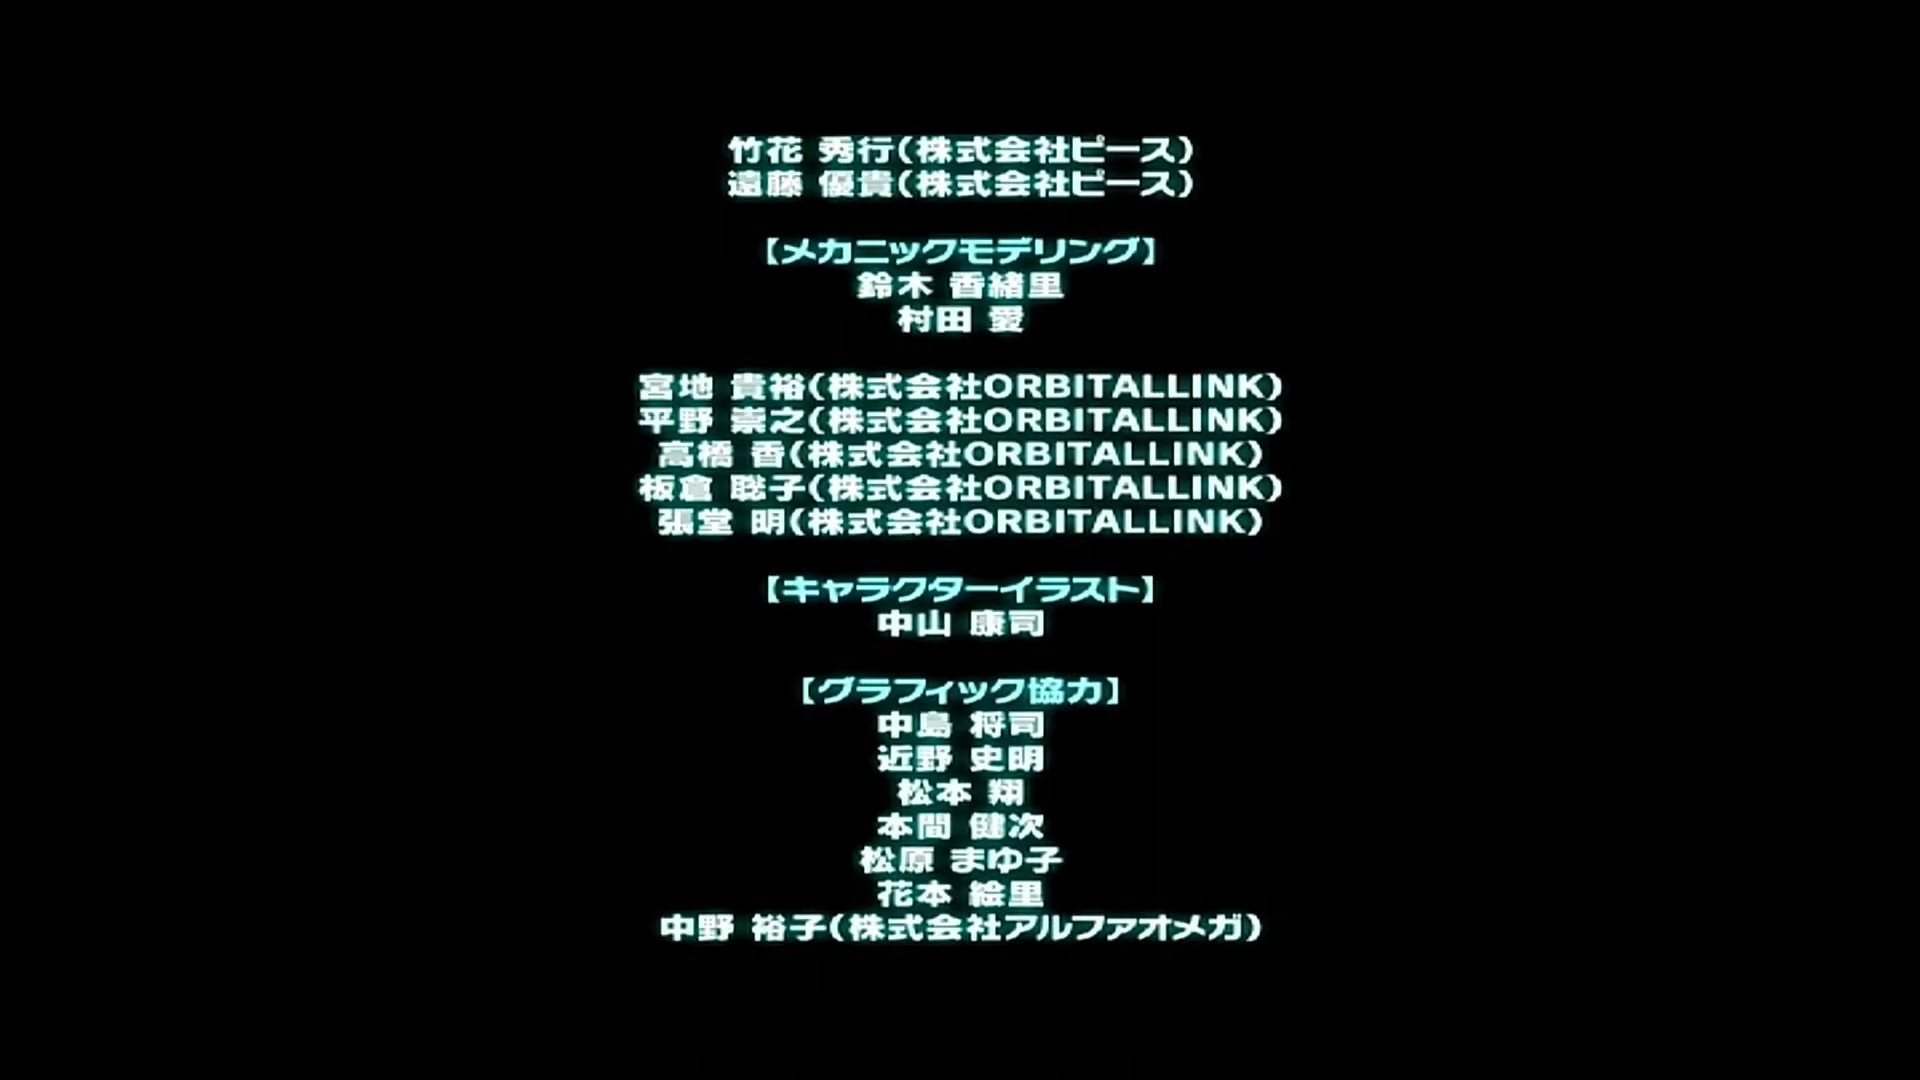 竹花 秀行(株式会社ピース)
遠藤 優貴(株式会社ピース)
【メカニックモデリング】
鈴木 香緒里
村田 愛
宮地 貴裕(株式会社ORBITALLINK)
平野 崇之(株式会社ORBITALLINK)
高橋 香(株式会社ORBITALLINK)
板倉 聡子(株式会社ORBITALLINK)
張堂 明(株式会社ORBITALLINK)
【キャラクターイラスト】
中山 康司
【グラフィック協力】
中島 将司
近野 史明
松本 翔
本間 健次
松原 まゆ子
花本 絵里
中野 裕子(株式会社アルファオメガ)